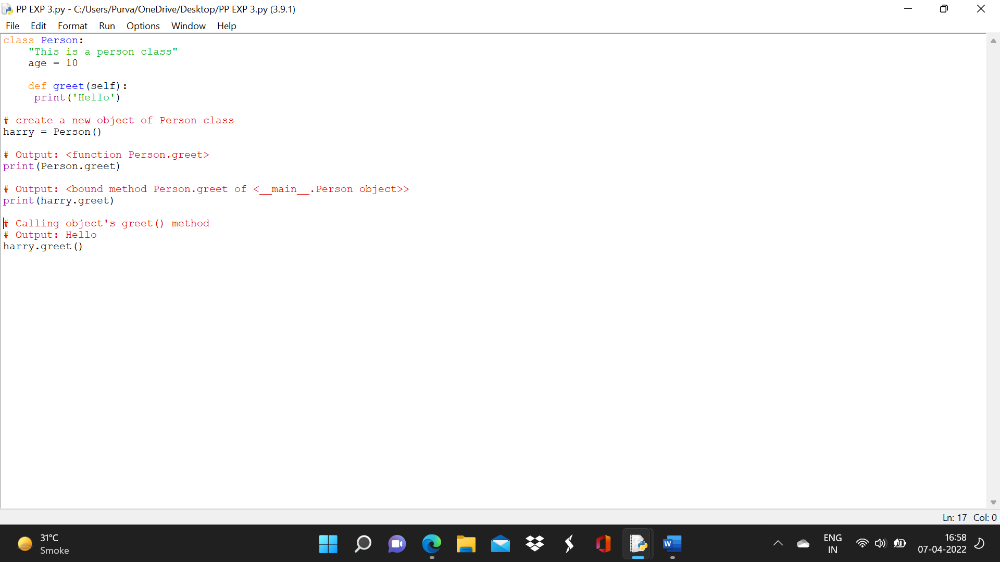 PP EXP 3.py - C:/Users/Purva/OneDrive/Desktop/PP EXP 3.py (3.9.1)
File Edit Format Run Options Window Help
class Person:
    "This is a person class"
    age = 10

    def greet(self):
     print('Hello')

# create a new object of Person class
harry = Person()

# Output: <function Person.greet>
print(Person.greet)

# Output: <bound method Person.greet of <__main__.Person object>>
print(harry.greet)

# Calling object's greet() method
# Output: Hello
harry.greet()
Ln: 17 Col: 0
31°C
Smoke
W
ENG
IN
16:58
07-04-2022